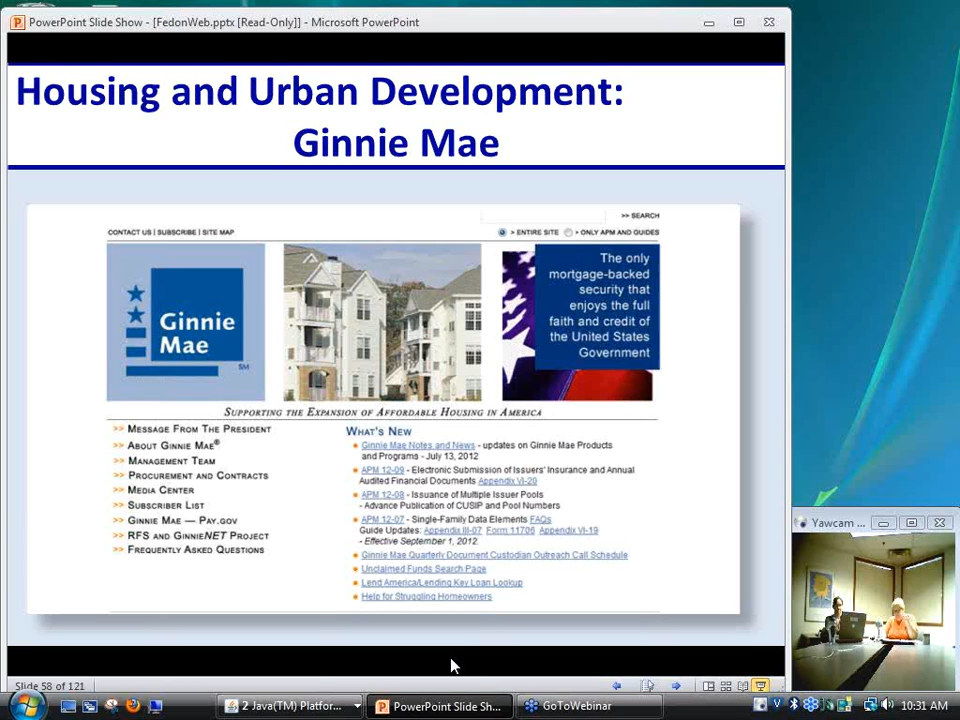 PowerPoint Slide Show - [FedonWeb.pptx [Read-Only]] - Microsoft PowerPoint
Housing and Urban Development:
Ginnie Mae
>> SEARCH
CONTACT US | SUBSCRIBE | SITE MAP
> ENTIRE SITE > ONLY APM AND GUIDES
Ginnie
Mae
SM
The only
mortgage-backed
security that
enjoys the full
faith and credit of
the United States
Government
SUPPORTING THE EXPANSION OF AFFORDABLE HOUSING IN AMERICA
>> MESSAGE FROM THE PRESIDENT
>> ABOUT GINNIE MAE®
>> MANAGEMENT TEAM
>> PROCUREMENT AND CONTRACTS
>> MEDIA CENTER
>> SUBSCRIBER LIST
>> GINNIE MAE — PAY.GOV
>> RFS AND GINNIENET PROJECT
>> FREQUENTLY ASKED QUESTIONS
WHAT'S NEW
Ginnie Mae Notes and News - updates on Ginnie Mae Products
and Programs - July 13, 2012
APM 12-09 - Electronic Submission of Issuers' Insurance and Annual
Audited Financial Documents Appendix VI-20
APM 12-08 - Issuance of Multiple Issuer Pools
- Advance Publication of CUSIP and Pool Numbers
APM 12-07 - Single-Family Data Elements FAQs
Guide Updates: Appendix III-07 Form 11706 Appendix VI-19
- Effective September 1, 2012
Ginnie Mae Quarterly Document Custodian Outreach Call Schedule
Unclaimed Funds Search Page
Lend America/Lending Key Loan Lookup
Help for Struggling Homeowners
Yawcam ...
Slide 58 of 121
2 Java(TM) Platfor...
PowerPoint Slide Sh...
GoToWebinar
10:31 AM